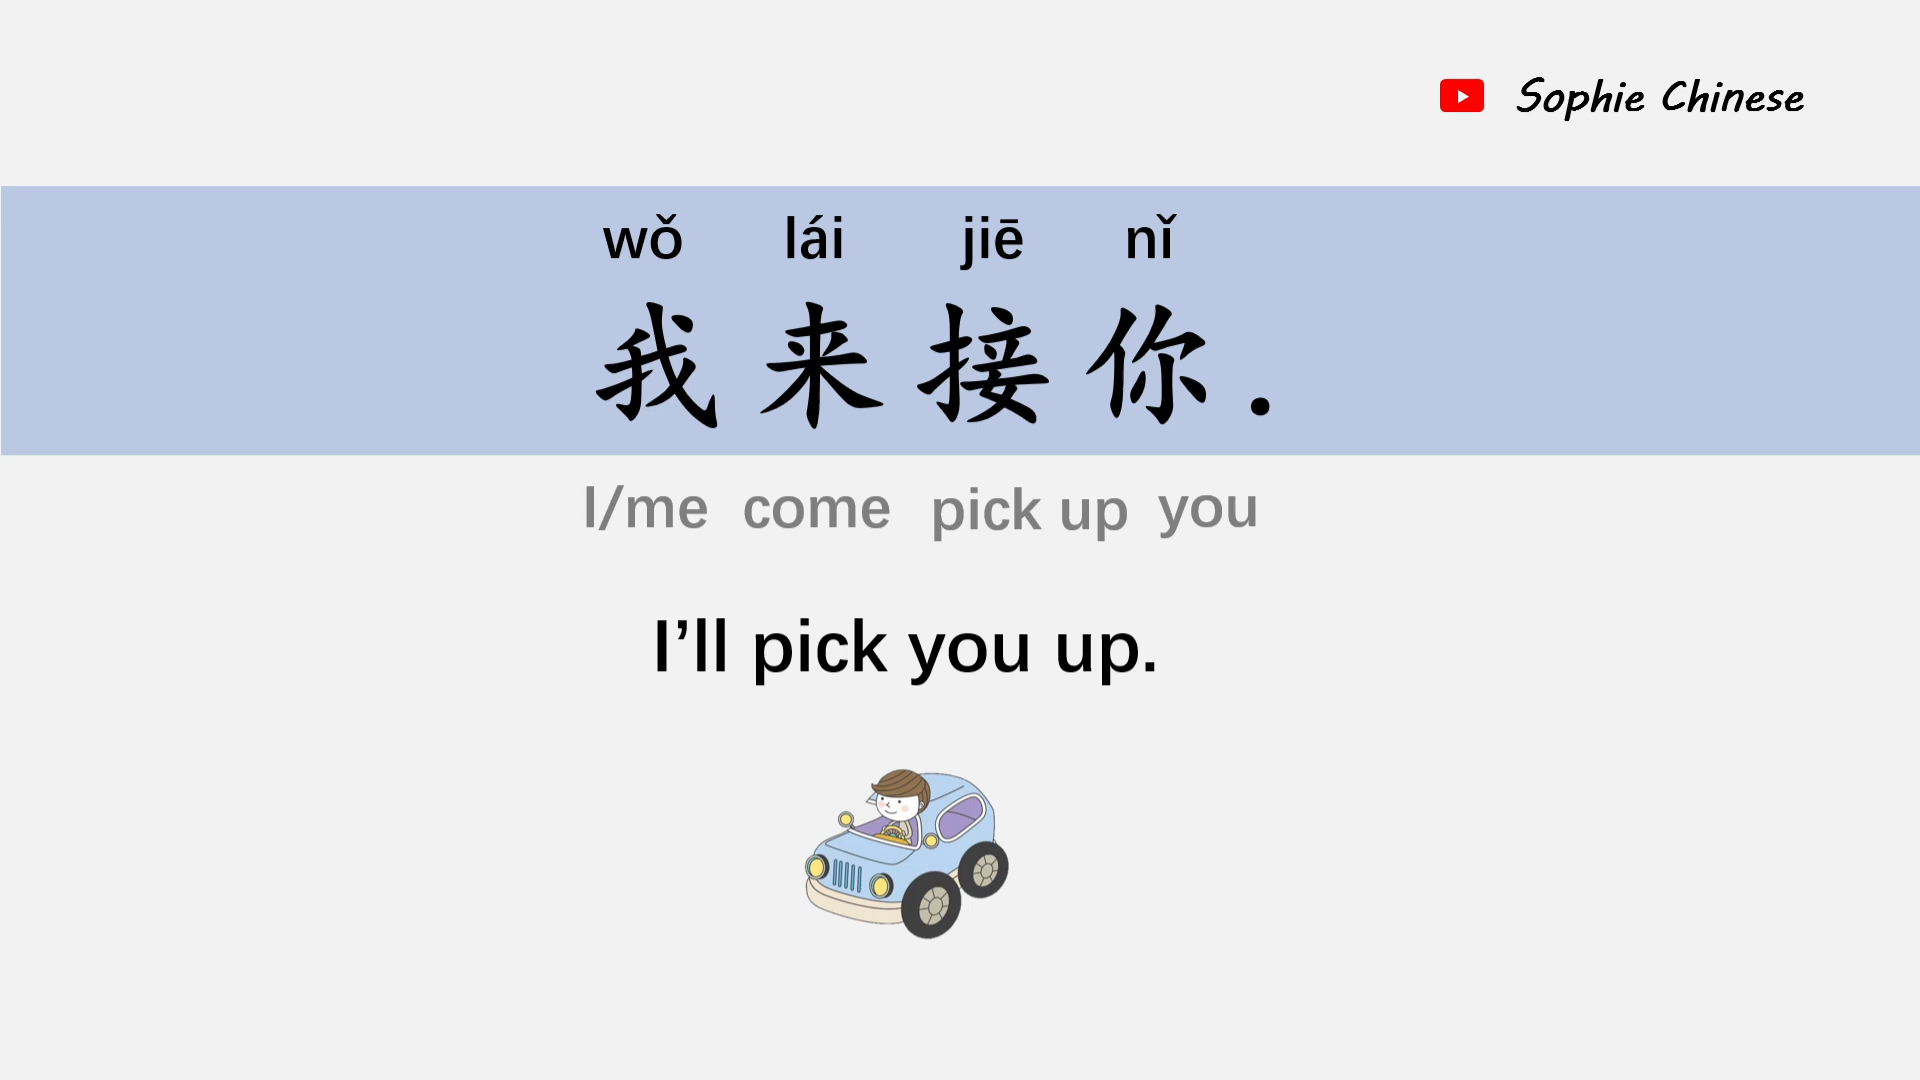 Sophie Chinese
wǒ lái jiē nǐ
我来接你.
I/me come pick up you
I’ll pick you up.